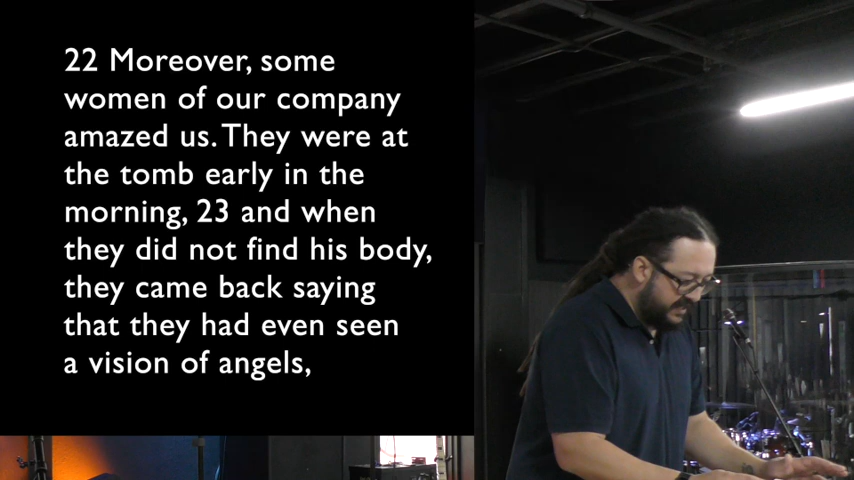 22 Moreover, some
women of our company
amazed us. They were at
the tomb early in the
morning, 23 and when
they did not find his body,
they came back saying
that they had even seen
a vision of angels,